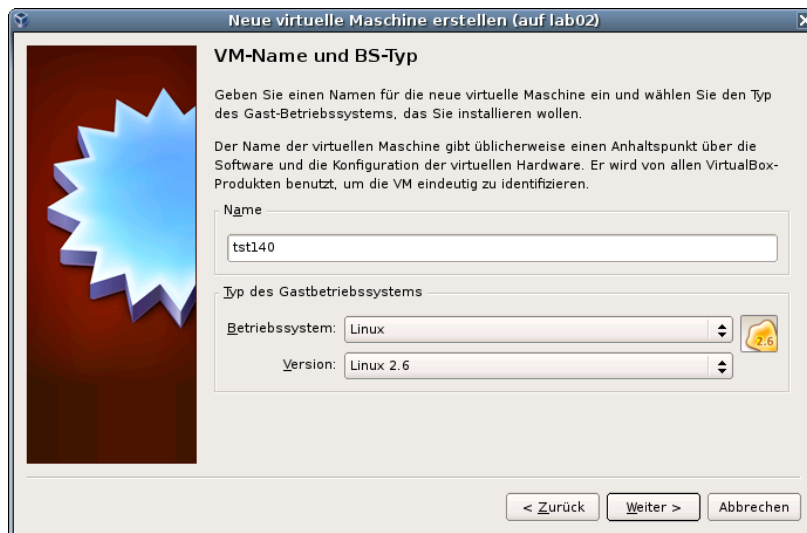 Neue virtuelle Maschine erstellen (auf lab02)
VM-Name und BS-Typ
Geben Sie einen Namen für die neue virtuelle Maschine ein und wählen Sie den Typ
des Gast-Betriebssystems, das Sie installieren wollen.
Der Name der virtuellen Maschine gibt üblicherweise einen Anhaltspunkt über die
Software und die Konfiguration der virtuellen Hardware. Er wird von allen VirtualBox-
Produkten benutzt, um die VM eindeutig zu identifizieren.
Name
tst140
Typ des Gastbetriebssystems
Betriebssystem: Linux
2.6
Version: Linux 2.6
< Zurück Weiter > Abbrechen